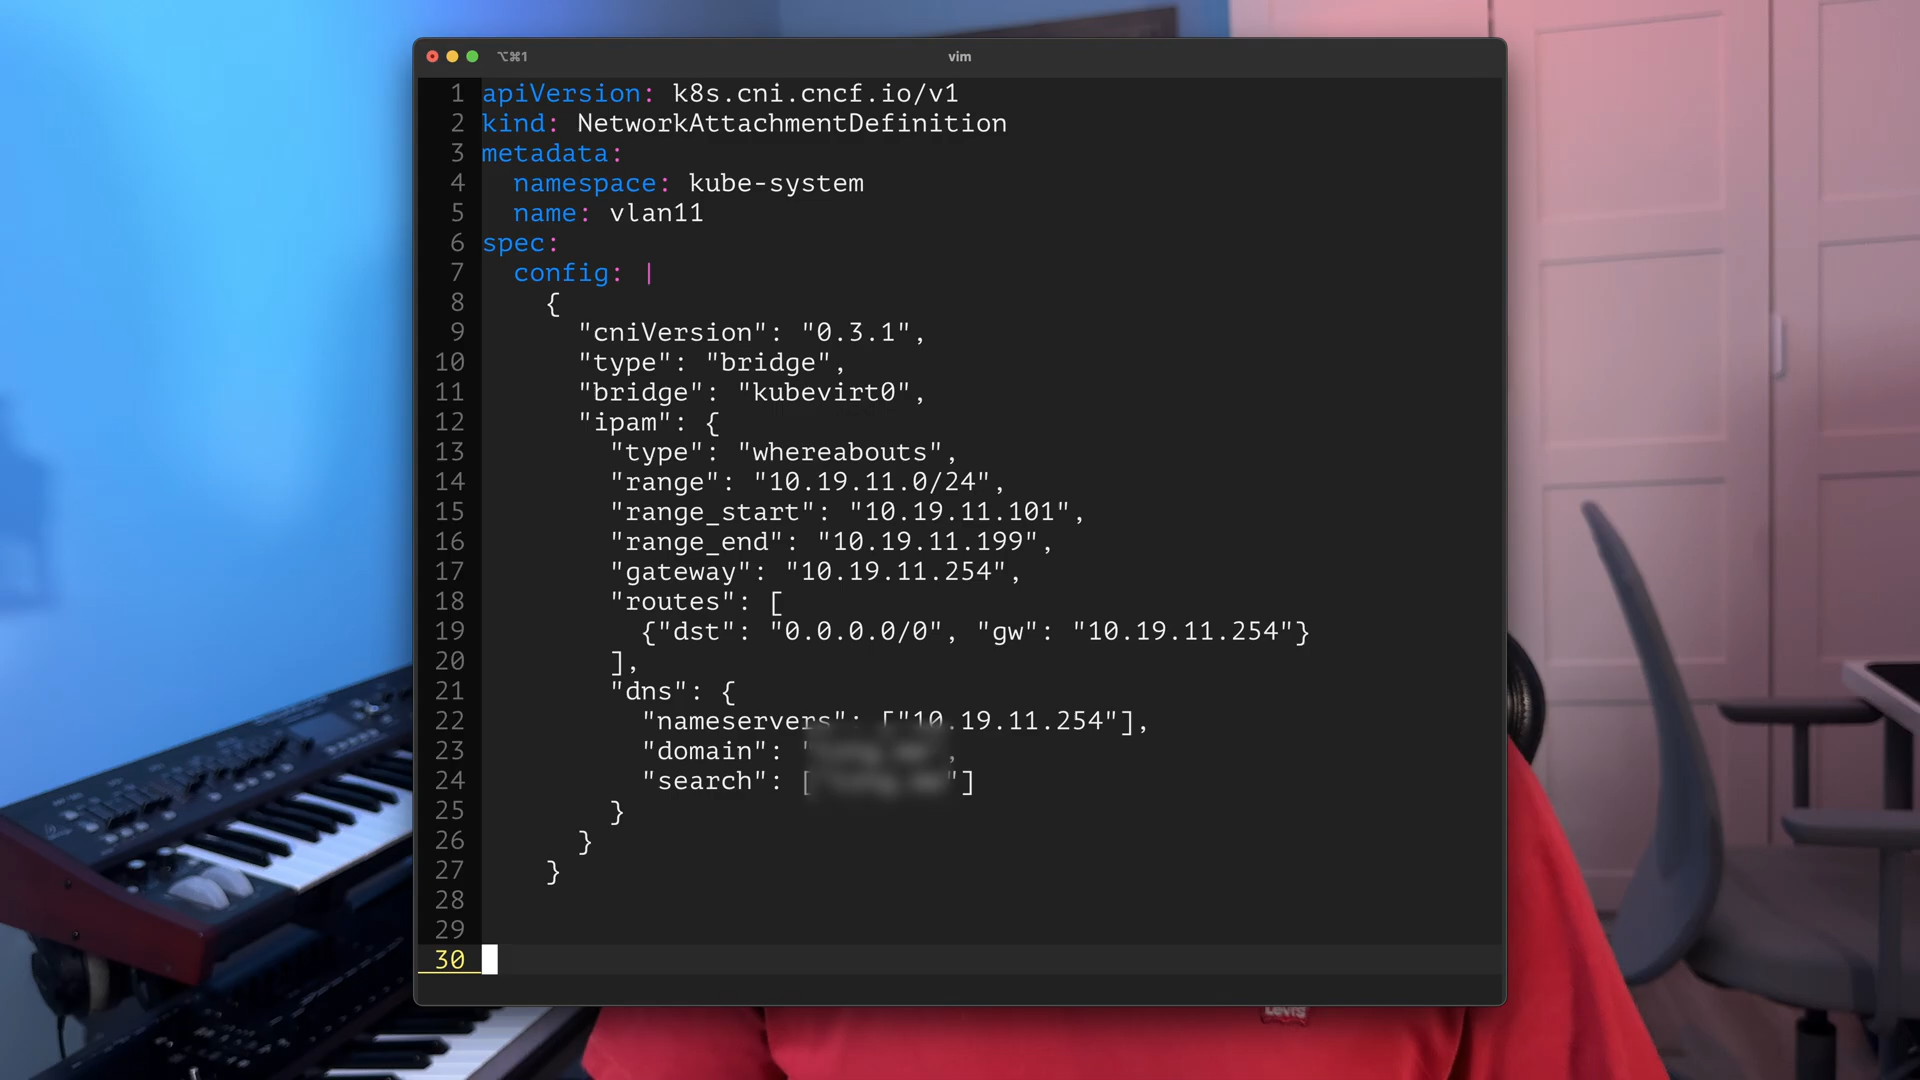 ⌥⌘1
vim
1 apiVersion: k8s.cni.cncf.io/v1
2 kind: NetworkAttachmentDefinition
3 metadata:
4   namespace: kube-system
5   name: vlan11
6 spec:
7   config: |
8     {
9       "cniVersion": "0.3.1",
10       "type": "bridge",
11       "bridge": "kubevirt0",
12       "ipam": {
13         "type": "whereabouts",
14         "range": "10.19.11.0/24",
15         "range_start": "10.19.11.101",
16         "range_end": "10.19.11.199",
17         "gateway": "10.19.11.254",
18         "routes": [
19           {"dst": "0.0.0.0/0", "gw": "10.19.11.254"}
20         ],
21         "dns": {
22           "nameservers": ["10.19.11.254"],
23           "domain":
24           "search": [ "]
25         }
26       }
27     }
28
29
30
Levi's